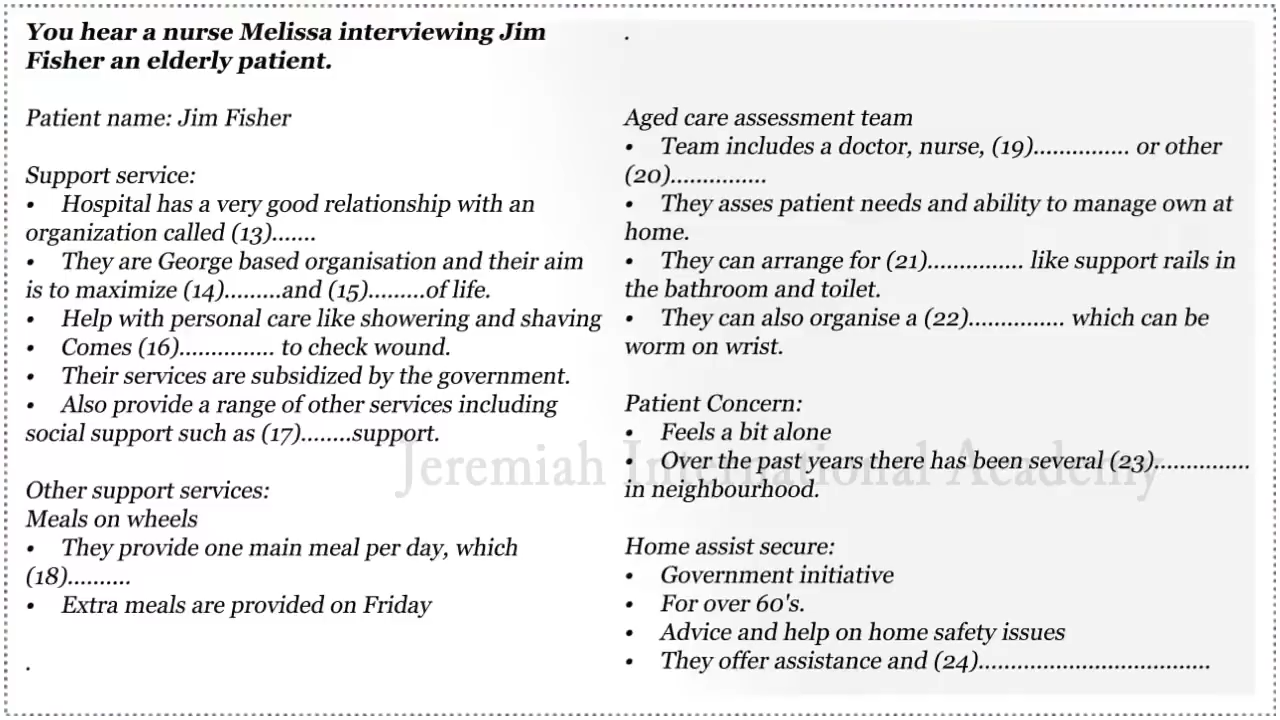 You hear a nurse Melissa interviewing Jim
Fisher an elderly patient.
Patient name: Jim Fisher
Support service:
• Hospital has a very good relationship with an
organization called (13).......
• They are George based organisation and their aim
is to maximize (14).........and (15).........of life.
• Help with personal care like showering and shaving
• Comes (16)............... to check wound.
• Their services are subsidized by the government.
• Also provide a range of other services including
social support such as (17)........support.
Other support services:
Meals on wheels
• They provide one main meal per day, which
(18)..........
• Extra meals are provided on Friday
.
.
Aged care assessment team
• Team includes a doctor, nurse, (19)............... or other
(20)...............
• They asses patient needs and ability to manage own at
home.
• They can arrange for (21)............... like support rails in
the bathroom and toilet.
• They can also organise a (22)............... which can be
worm on wrist.
Patient Concern:
• Feels a bit alone
• Over the past years there has been several (23)...............
in neighbourhood.
Home assist secure:
• Government initiative
• For over 60's.
• Advice and help on home safety issues
• They offer assistance and (24).....................................
Jeremiah International Academy